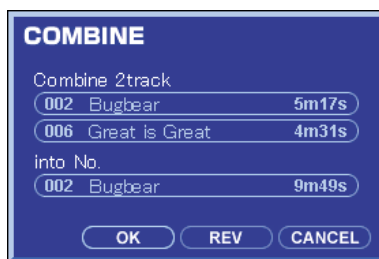 COMBINE
Combine 2track
002 Bugbear 5m17s
006 Great is Great 4m31s
into No.
002 Bugbear 9m49s
OK REV CANCEL